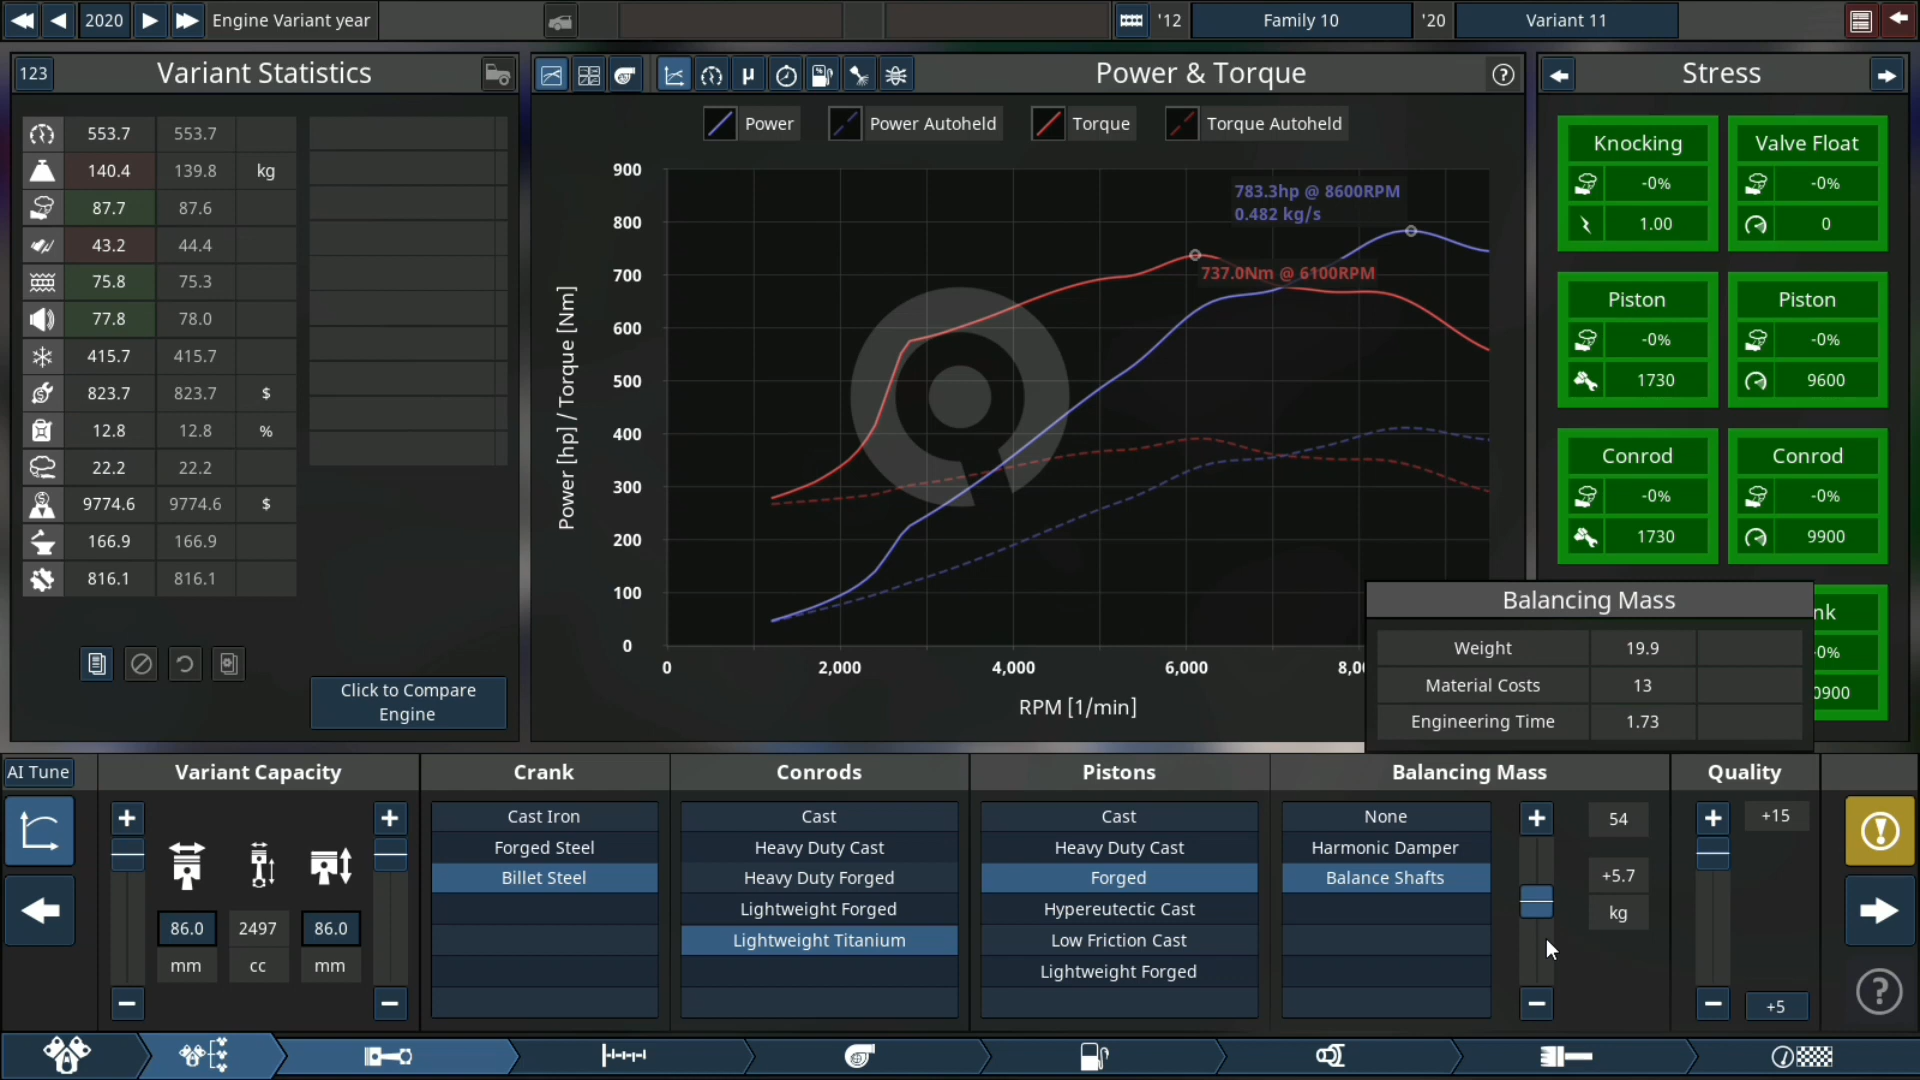 2020
Engine Variant year
'12
Family 10
'20
Variant 11
123
Variant Statistics
553.7 553.7
140.4 139.8 kg
87.7 87.6
43.2 44.4
75.8 75.3
77.8 78.0
415.7 415.7
823.7 823.7 $
12.8 12.8 %
22.2 22.2
9774.6 9774.6 $
166.9 166.9
816.1 816.1
Click to Compare
Engine
µ
Power & Torque
?
Power
Power Autoheld
Torque
Torque Autoheld
783.3hp @ 8600RPM
0.482 kg/s
737.0Nm @ 6100RPM
Power [hp] / Torque [Nm]
900
800
700
600
500
400
300
200
100
0
0 2,000 4,000 6,000 8,0
RPM [1/min]
Stress
Knocking
-0%
1.00
Valve Float
-0%
0
Piston
-0%
1730
Piston
-0%
9600
Conrod
-0%
1730
Conrod
-0%
9900
nk
0%
0900
Balancing Mass
Weight 19.9
Material Costs 13
Engineering Time 1.73
AI Tune
Variant Capacity
+ +
86.0 2497 86.0
mm cc mm
− −
Crank
Cast Iron
Forged Steel
Billet Steel
Conrods
Cast
Heavy Duty Cast
Heavy Duty Forged
Lightweight Forged
Lightweight Titanium
Pistons
Cast
Heavy Duty Cast
Forged
Hypereutectic Cast
Low Friction Cast
Lightweight Forged
Balancing Mass
None
Harmonic Damper
Balance Shafts
+
54
+5.7
kg
−
Quality
+
+15
−
+5
!
?